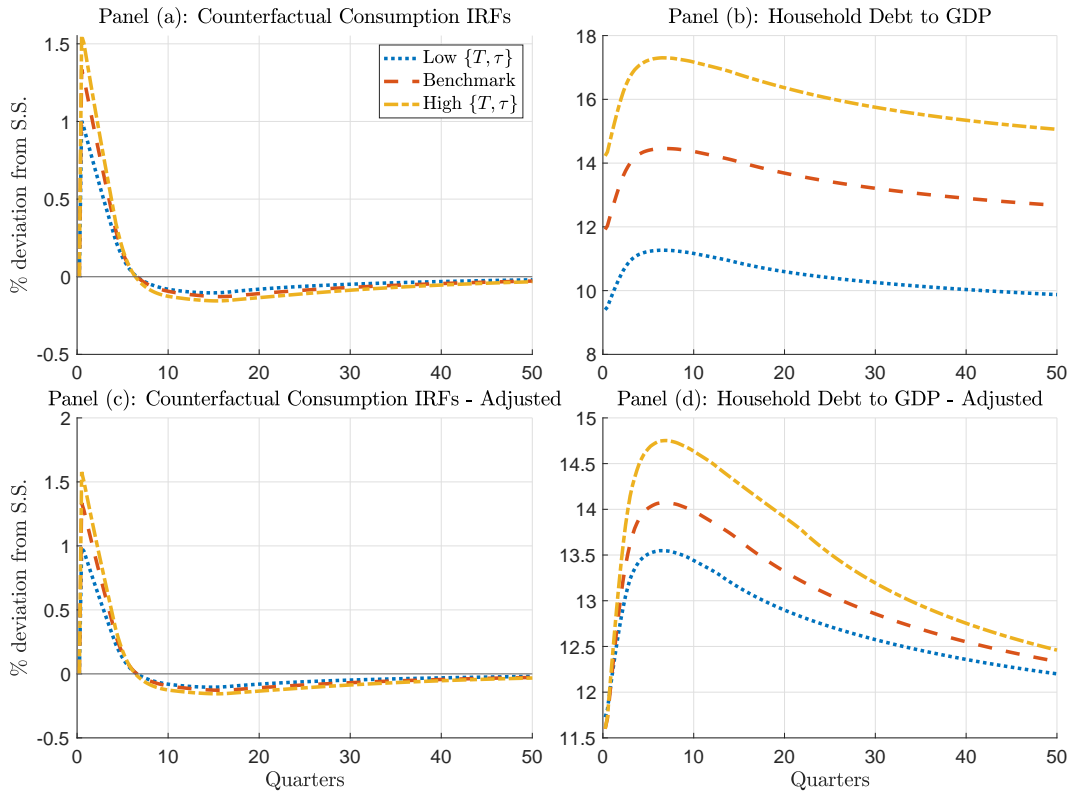 Panel (a): Counterfactual Consumption IRFs
% deviation from S.S.
1.5
1
0.5
0
-0.5
0 10 20 30 40 50
Low {T, τ}
Benchmark
High {T, τ}
Panel (b): Household Debt to GDP
18
16
14
12
10
8
0 10 20 30 40 50
Panel (c): Counterfactual Consumption IRFs - Adjusted
% deviation from S.S.
2
1.5
1
0.5
0
-0.5
0 10 20 30 40 50
Quarters
Panel (d): Household Debt to GDP - Adjusted
15
14.5
14
13.5
13
12.5
12
11.5
0 10 20 30 40 50
Quarters